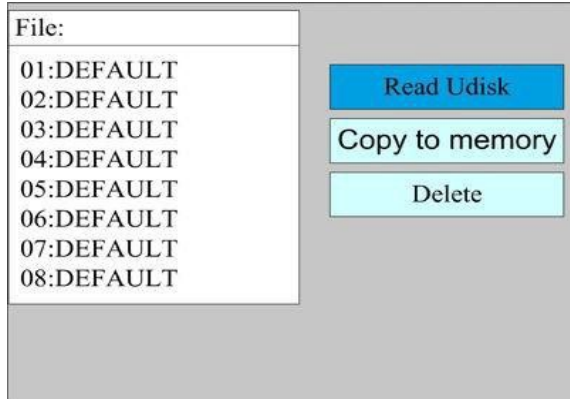 File:
01:DEFAULT
02:DEFAULT
03:DEFAULT
04:DEFAULT
05:DEFAULT
06:DEFAULT
07:DEFAULT
08:DEFAULT
Read Udisk
Copy to memory
Delete